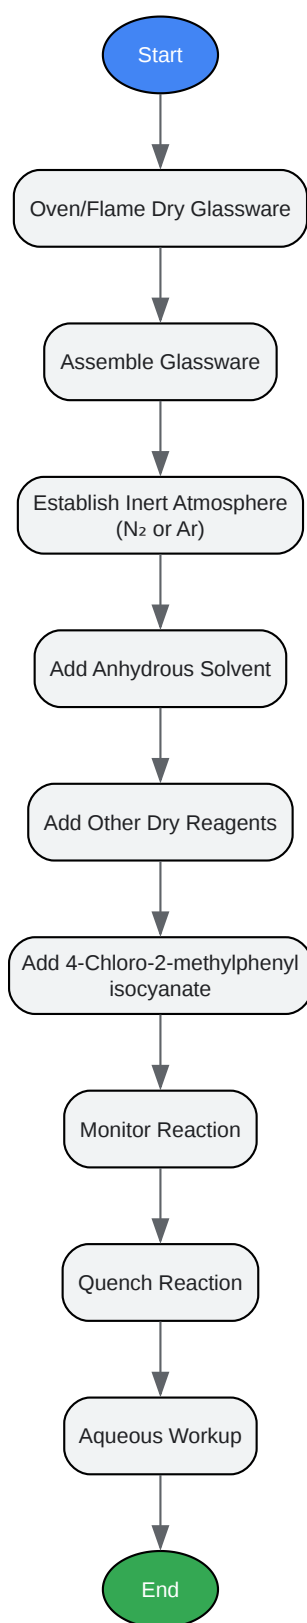 Start
Oven/Flame Dry Glassware
Assemble Glassware
Establish Inert Atmosphere
(N₂ or Ar)
Add Anhydrous Solvent
Add Other Dry Reagents
Add 4-Chloro-2-methylphenyl
isocyanate
Monitor Reaction
Quench Reaction
Aqueous Workup
End